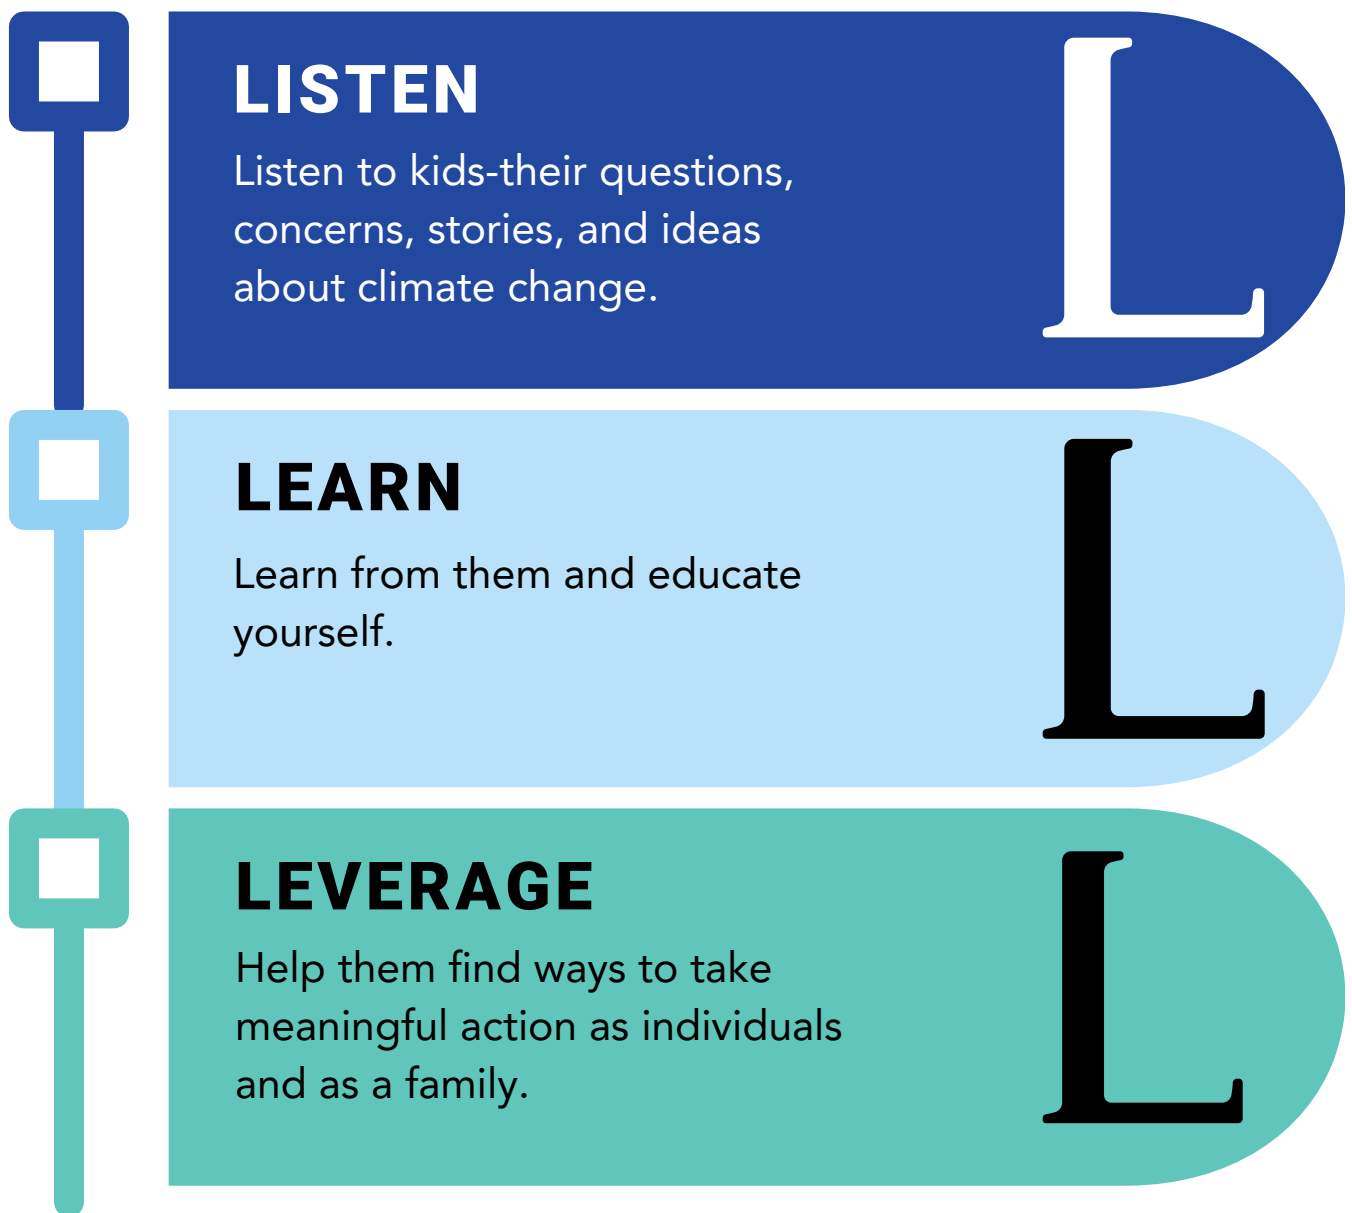 LISTEN
Listen to kids-their questions,
concerns, stories, and ideas
about climate change.
L
LEARN
Learn from them and educate
yourself.
L
LEVERAGE
Help them find ways to take
meaningful action as individuals
and as a family.
L